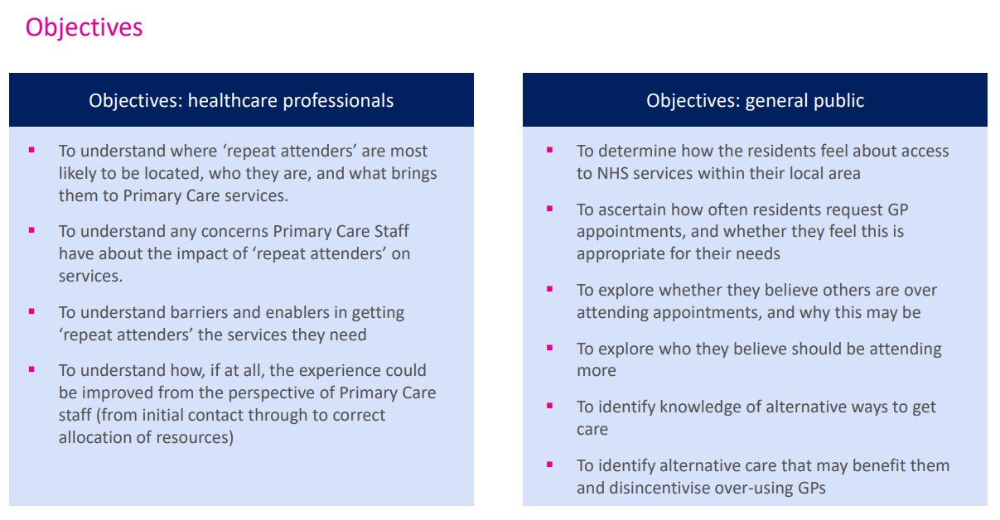 Objectives
Objectives: healthcare professionals
To understand where ‘repeat attenders’ are most
likely to be located, who they are, and what brings
them to Primary Care services.
To understand any concerns Primary Care Staff
have about the impact of ‘repeat attenders’ on
services.
To understand barriers and enablers in getting
‘repeat attenders’ the services they need
To understand how, if at all, the experience could
be improved from the perspective of Primary Care
staff (from initial contact through to correct
allocation of resources)
Objectives: general public
To determine how the residents feel about access
to NHS services within their local area
To ascertain how often residents request GP
appointments, and whether they feel this is
appropriate for their needs
To explore whether they believe others are over
attending appointments, and why this may be
To explore who they believe should be attending
more
To identify knowledge of alternative ways to get
care
To identify alternative care that may benefit them
and disincentivise over-using GPs